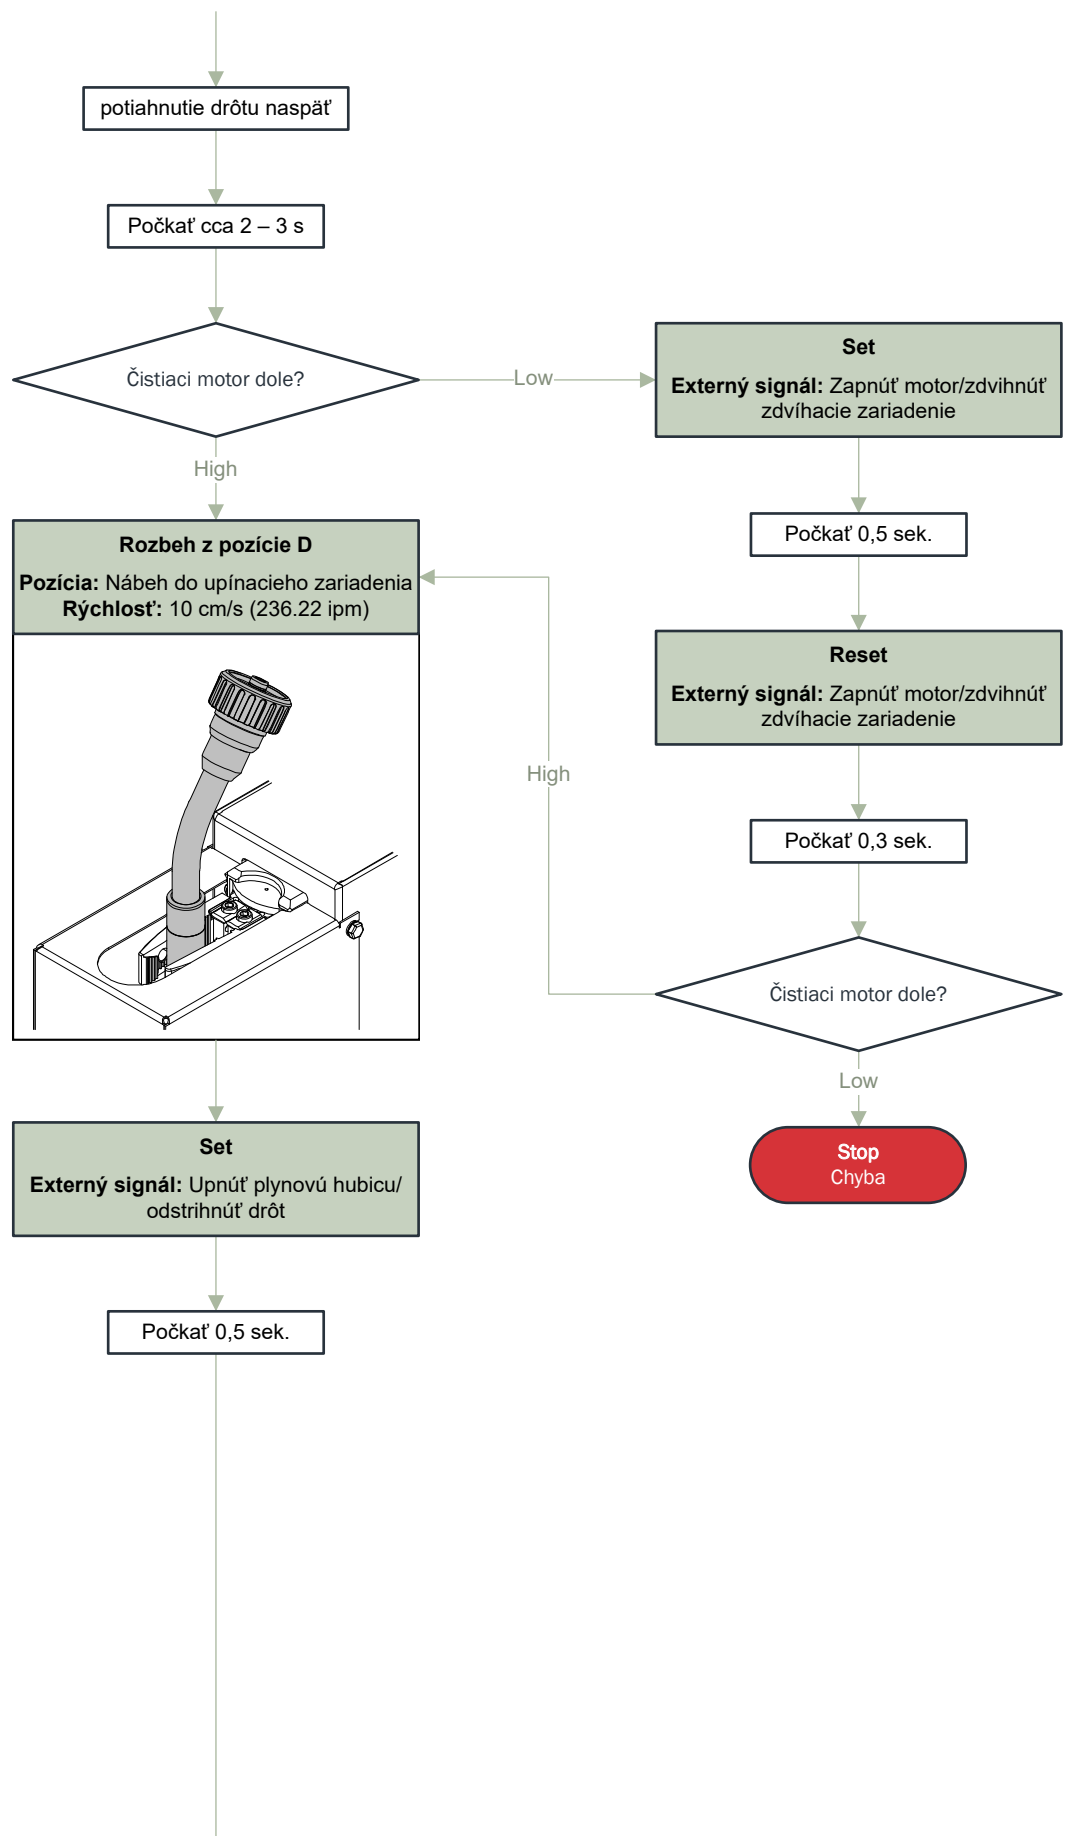 potiahnutie drôtu naspäť
Počkať cca 2 – 3 s
Čistiaci motor dole?
Low
High
Set
Externý signál: Zapnúť motor/zdvihnúť
zdvíhacie zariadenie
Počkať 0,5 sek.
Reset
Externý signál: Zapnúť motor/zdvihnúť
zdvíhacie zariadenie
Počkať 0,3 sek.
Čistiaci motor dole?
High
Low
Stop
Chyba
Rozbeh z pozície D
Pozícia: Nábeh do upínacieho zariadenia
Rýchlosť: 10 cm/s (236.22 ipm)
Set
Externý signál: Upnúť plynovú hubicu/
odstrihnúť drôt
Počkať 0,5 sek.